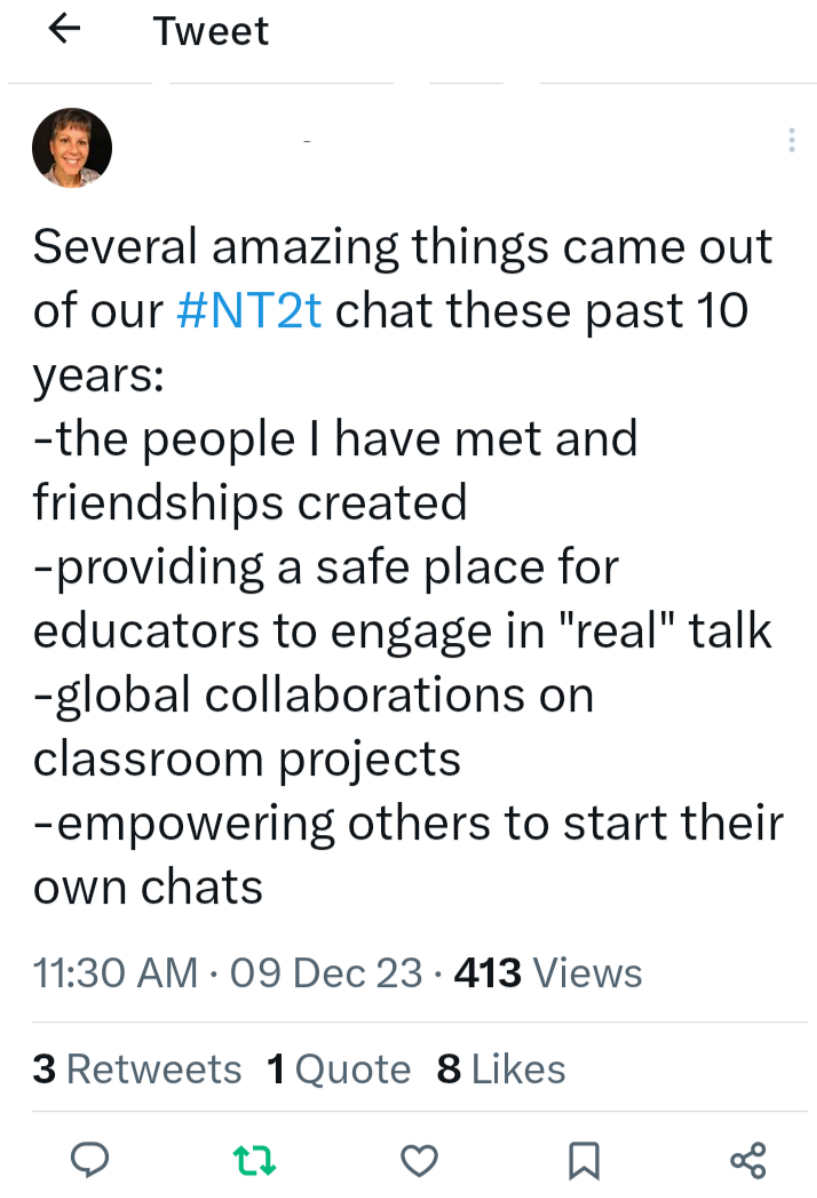 Tweet
Several amazing things came out
of our #NT2t chat these past 10
years:
-the people I have met and
friendships created
-providing a safe place for
educators to engage in "real" talk
-global collaborations on
classroom projects
-empowering others to start their
own chats
11:30 AM · 09 Dec 23 · 413 Views
3 Retweets 1 Quote 8 Likes